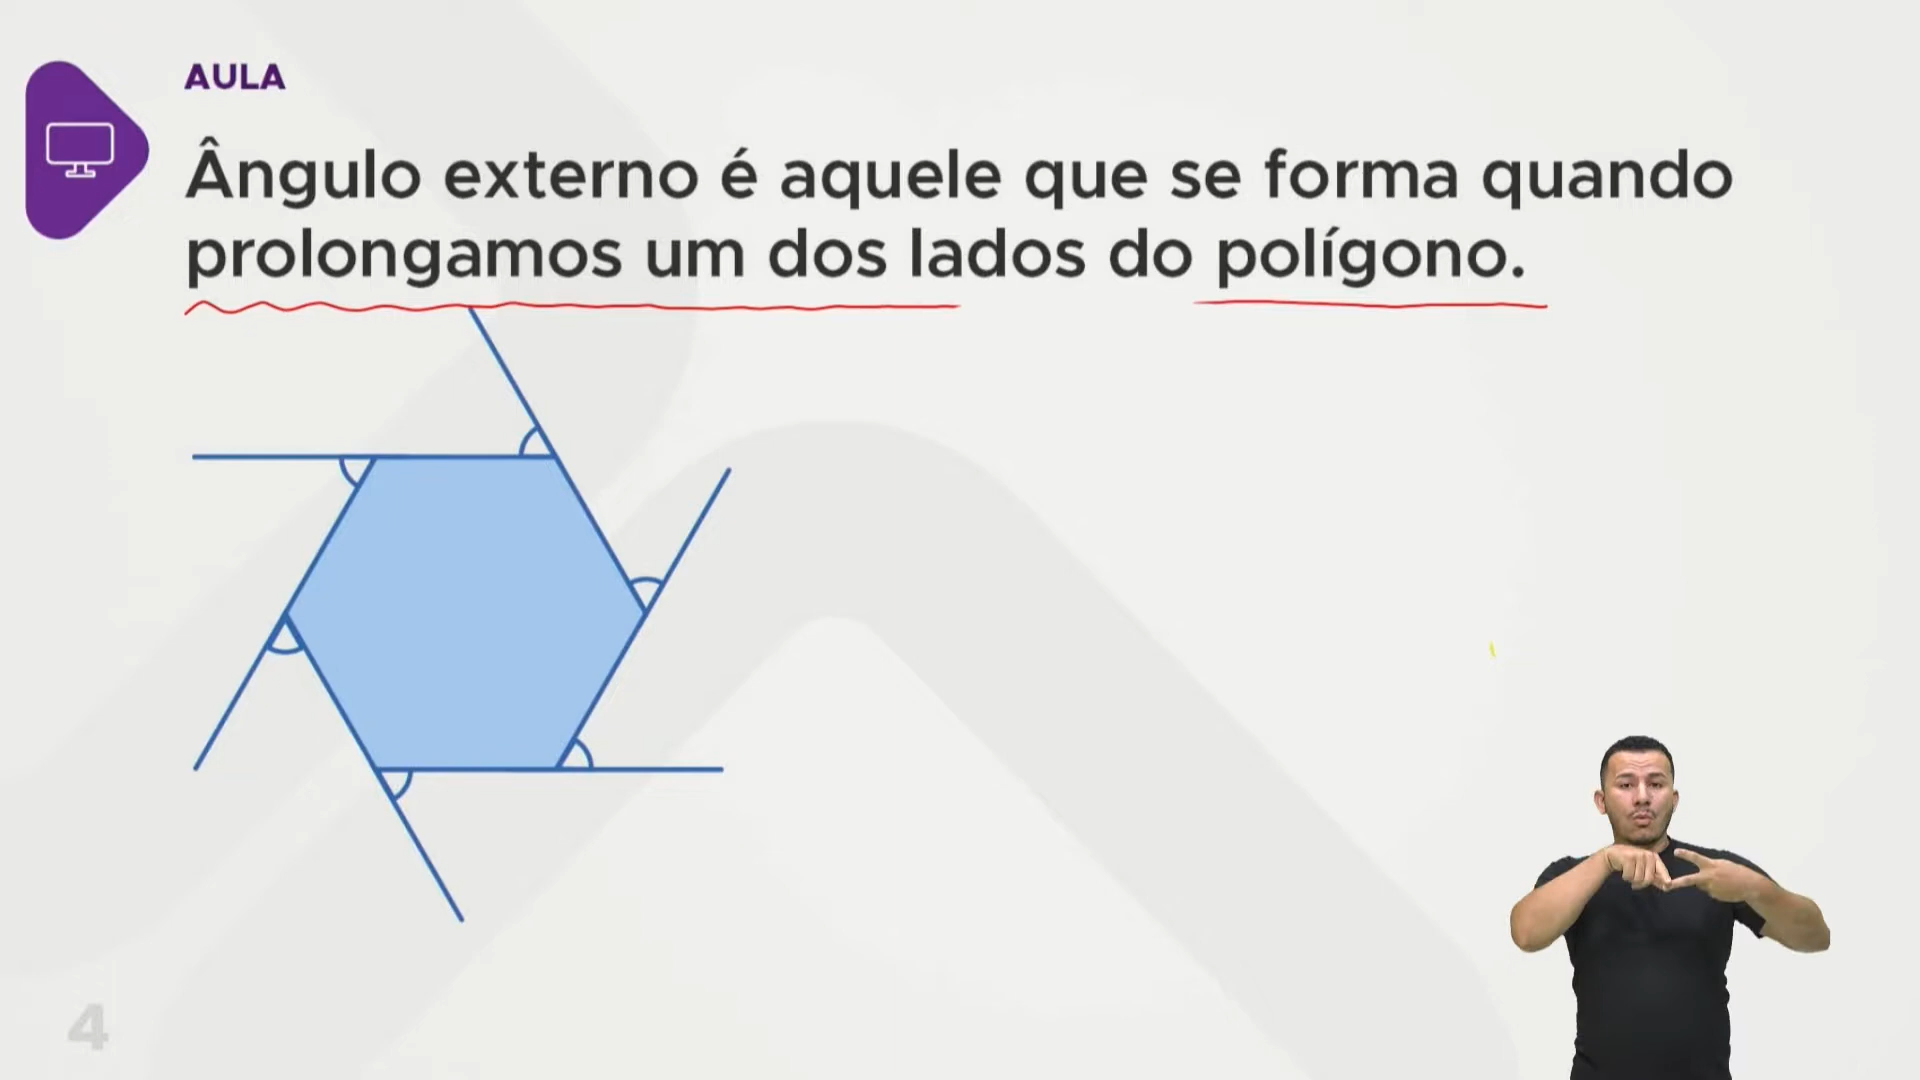 AULA
Ângulo externo é aquele que se forma quando
prolongamos um dos lados do polígono.
4